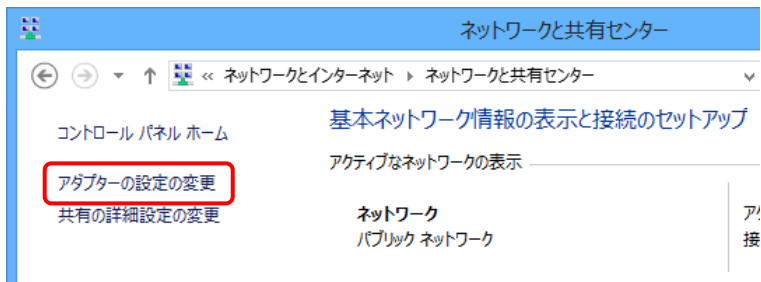 ネットワークと共有センター
« ネットワークとインターネット ▸ ネットワークと共有センター
コントロール パネル ホーム
アダプターの設定の変更
共有の詳細設定の変更
基本ネットワーク情報の表示と接続のセットアップ
アクティブなネットワークの表示
ネットワーク
パブリック ネットワーク
接